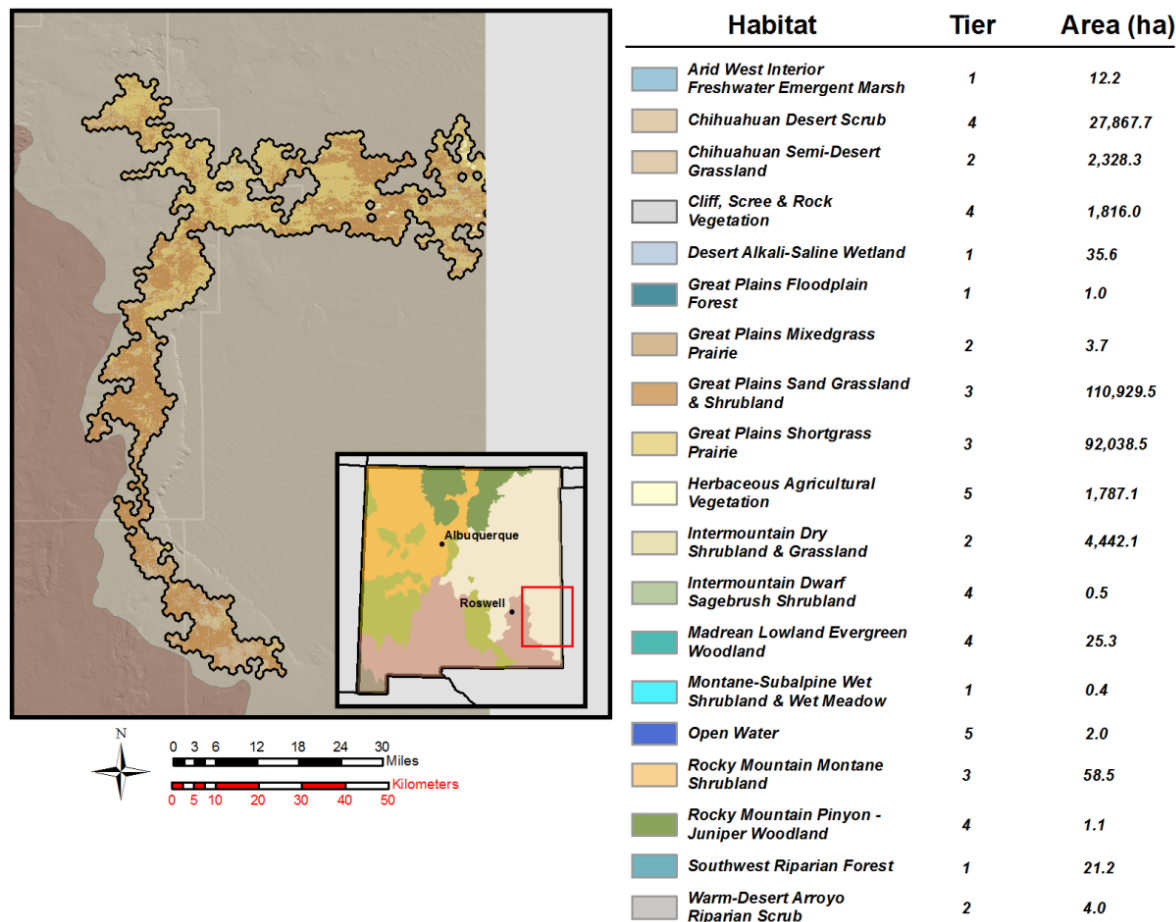 Habitat Tier Area (ha)
Arid West Interior
Freshwater Emergent Marsh 1 12.2
Chihuahuan Desert Scrub 4 27,867.7
Chihuahuan Semi-Desert
Grassland 2 2,328.3
Cliff, Scree & Rock
Vegetation 4 1,816.0
Desert Alkali-Saline Wetland 1 35.6
Great Plains Floodplain
Forest 1 1.0
Great Plains Mixedgrass
Prairie 2 3.7
Great Plains Sand Grassland
& Shrubland 3 110,929.5
Great Plains Shortgrass
Prairie 3 92,038.5
Herbaceous Agricultural
Vegetation 5 1,787.1
Intermountain Dry
Shrubland & Grassland 2 4,442.1
Intermountain Dwarf
Sagebrush Shrubland 4 0.5
Madrean Lowland Evergreen
Woodland 4 25.3
Montane-Subalpine Wet
Shrubland & Wet Meadow 1 0.4
Open Water 5 2.0
Rocky Mountain Montane
Shrubland 3 58.5
Rocky Mountain Pinyon -
Juniper Woodland 4 1.1
Southwest Riparian Forest 1 21.2
Warm-Desert Arroyo
Riparian Scrub 2 4.0
Albuquerque
Roswell
N
0 3 6 12 18 24 30
Miles
Kilometers
0 5 10 20 30 40 50